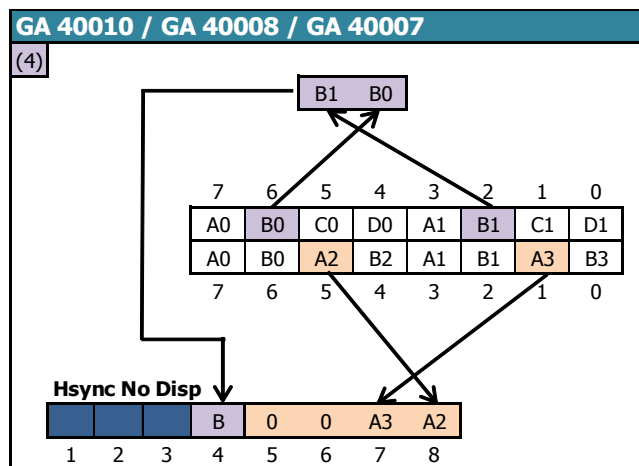 GA 40010 / GA 40008 / GA 40007
(4)
B1 B0
7 6 5 4 3 2 1 0
A0 B0 C0 D0 A1 B1 C1 D1
A0 B0 A2 B2 A1 B1 A3 B3
7 6 5 4 3 2 1 0
Hsync No Disp
B 0 0 A3 A2
1 2 3 4 5 6 7 8